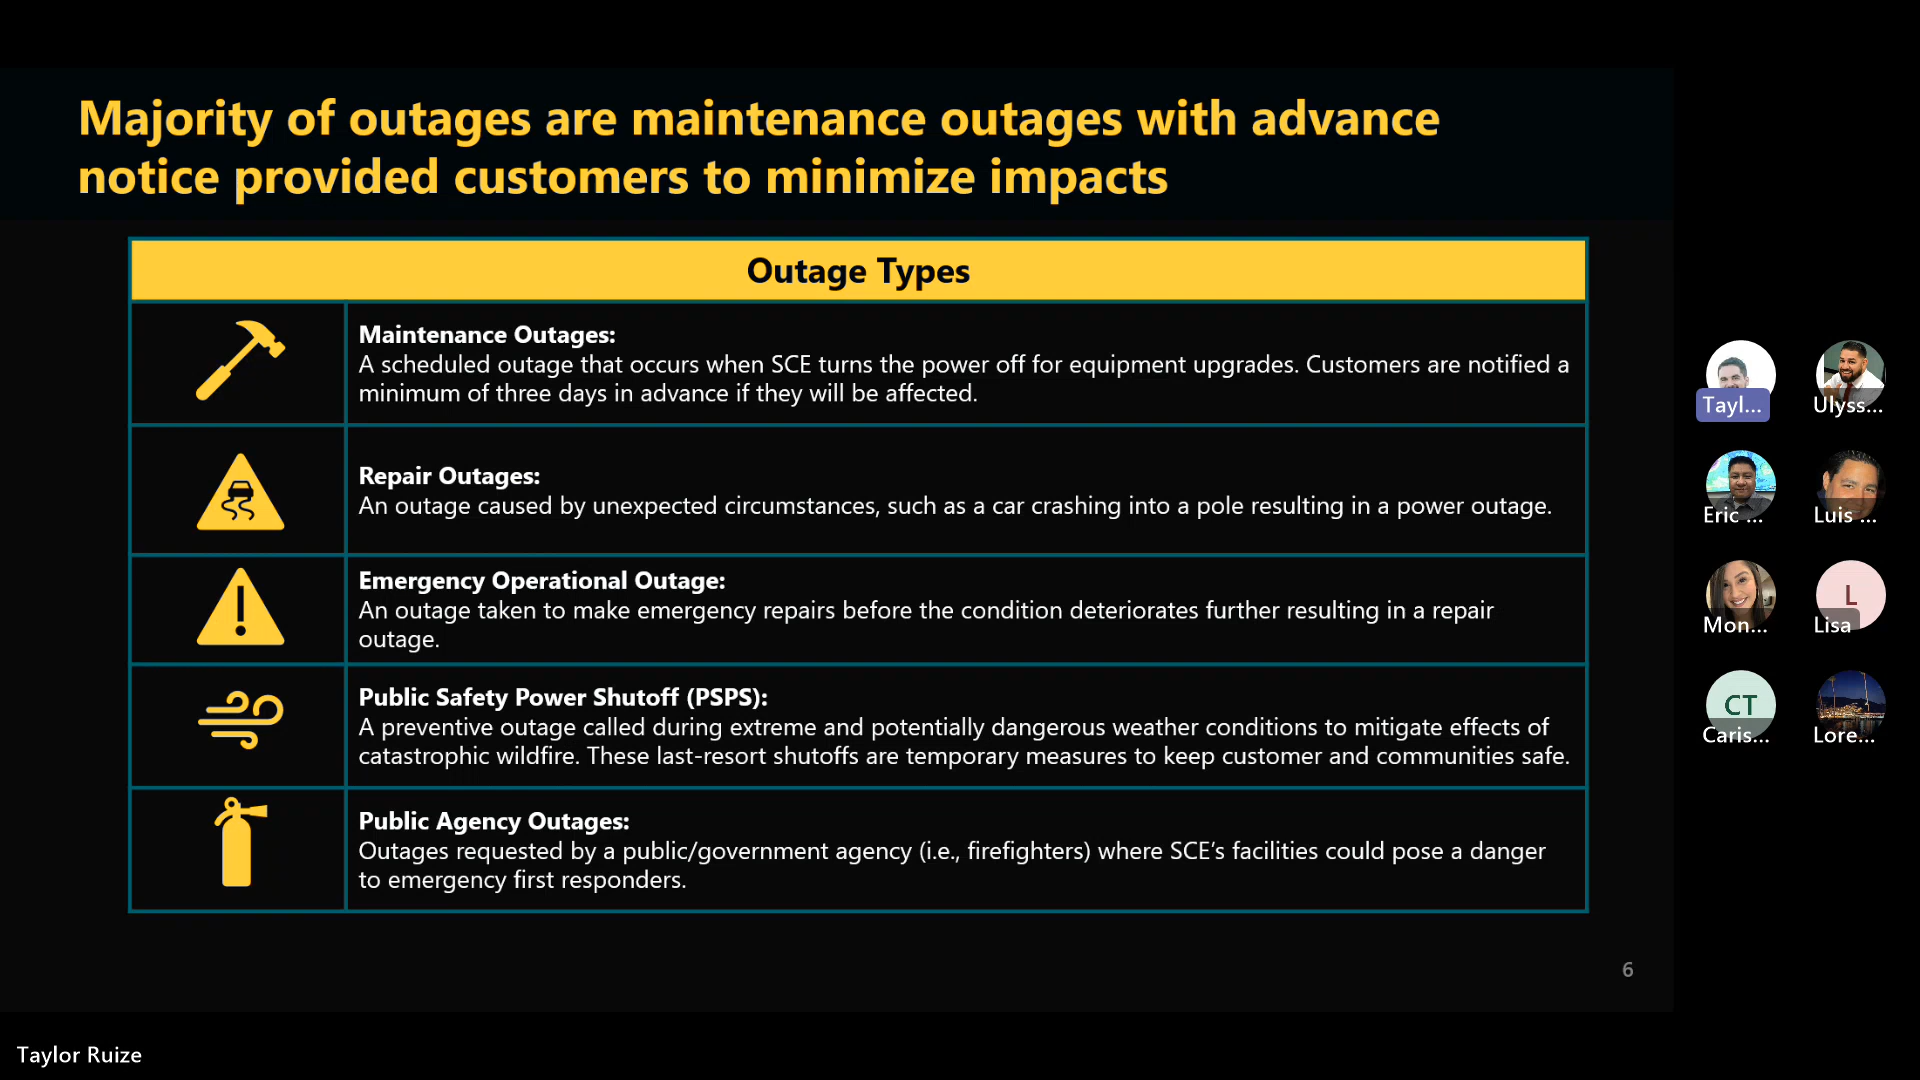 Majority of outages are maintenance outages with advance
notice provided customers to minimize impacts
Outage Types
Maintenance Outages:
A scheduled outage that occurs when SCE turns the power off for equipment upgrades. Customers are notified a
minimum of three days in advance if they will be affected.
Repair Outages:
An outage caused by unexpected circumstances, such as a car crashing into a pole resulting in a power outage.
Emergency Operational Outage:
An outage taken to make emergency repairs before the condition deteriorates further resulting in a repair
outage.
Public Safety Power Shutoff (PSPS):
A preventive outage called during extreme and potentially dangerous weather conditions to mitigate effects of
catastrophic wildfire. These last-resort shutoffs are temporary measures to keep customer and communities safe.
Public Agency Outages:
Outages requested by a public/government agency (i.e., firefighters) where SCE's facilities could pose a danger
to emergency first responders.
6
Tayl...
Ulyss...
Eric ...
Luis ...
Mon...
L
Lisa
CT
Caris...
Lore...
Taylor Ruize